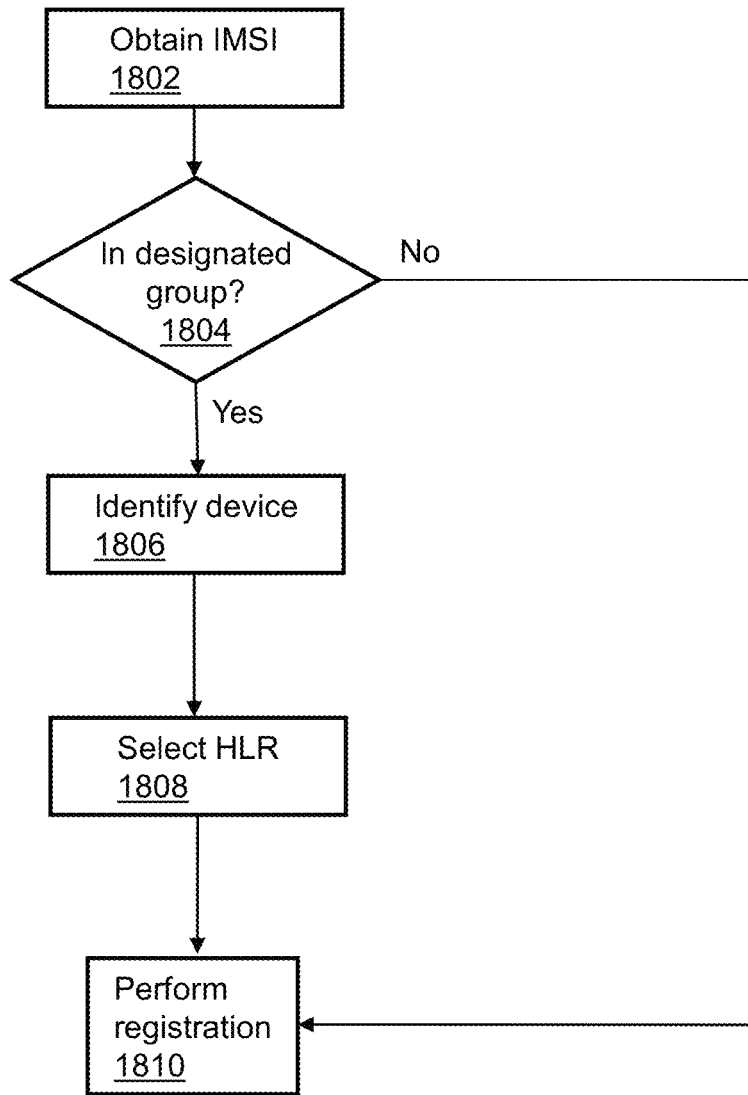 Obtain IMSI
1802
In designated
group?
1804
No
Yes
Identify device
1806
Select HLR
1808
Perform
registration
1810